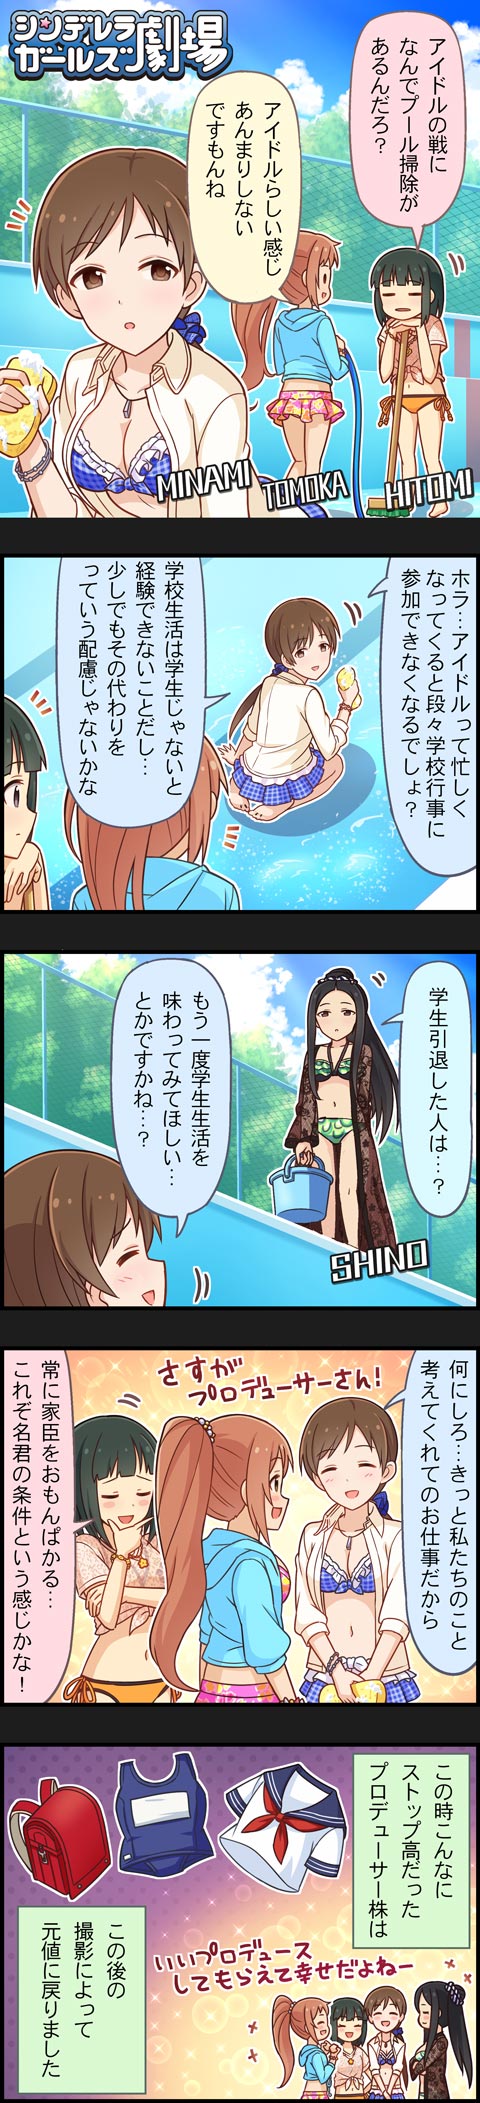 シンデレラ
ガールズ劇場
アイドルの戦に
なんでプール掃除が
あるんだろ?
アイドルらしい感じ
あんまりしない
ですもんね
MINAMI
TOMOKA
HITOMI
ホラ…アイドルって忙しく
なってくると段々学校行事に
参加できなくなるでしょ?
学校生活は学生じゃないと
経験できないことだし…
少しでもその代わりを
っていう配慮じゃないかな
学生引退した人は…?
もう一度学生生活を
味わってみてほしい…
とかですかね…?
SHINO
さすが
プロデューサーさん!
何にしろ…きっと私たちのこと
考えてくれてのお仕事だから
常に家臣をおもんぱかる…
これぞ名君の条件という感じかな!
この時こんなに
ストップ高だった
プロデューサー株は
いいプロデュース
してもらえて幸せだよねー
この後の
撮影によって
元値に戻りました